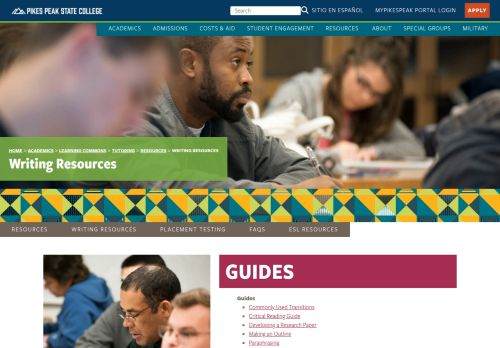 PIKES PEAK STATE COLLEGE
Search
SITIO EN ESPAÑOL
MYPIKESPEAK PORTAL LOGIN
APPLY
ACADEMICS ADMISSIONS COSTS & AID STUDENT ENGAGEMENT RESOURCES ABOUT SPECIAL GROUPS MILITARY
HOME > ACADEMICS > LEARNING COMMONS > TUTORING > RESOURCES > WRITING RESOURCES
Writing Resources
RESOURCES WRITING RESOURCES PLACEMENT TESTING FAQS ESL RESOURCES
GUIDES
Guides
Commonly Used Transitions
Critical Reading Guide
Developing a Research Paper
Making an Outline
Paraphrasing